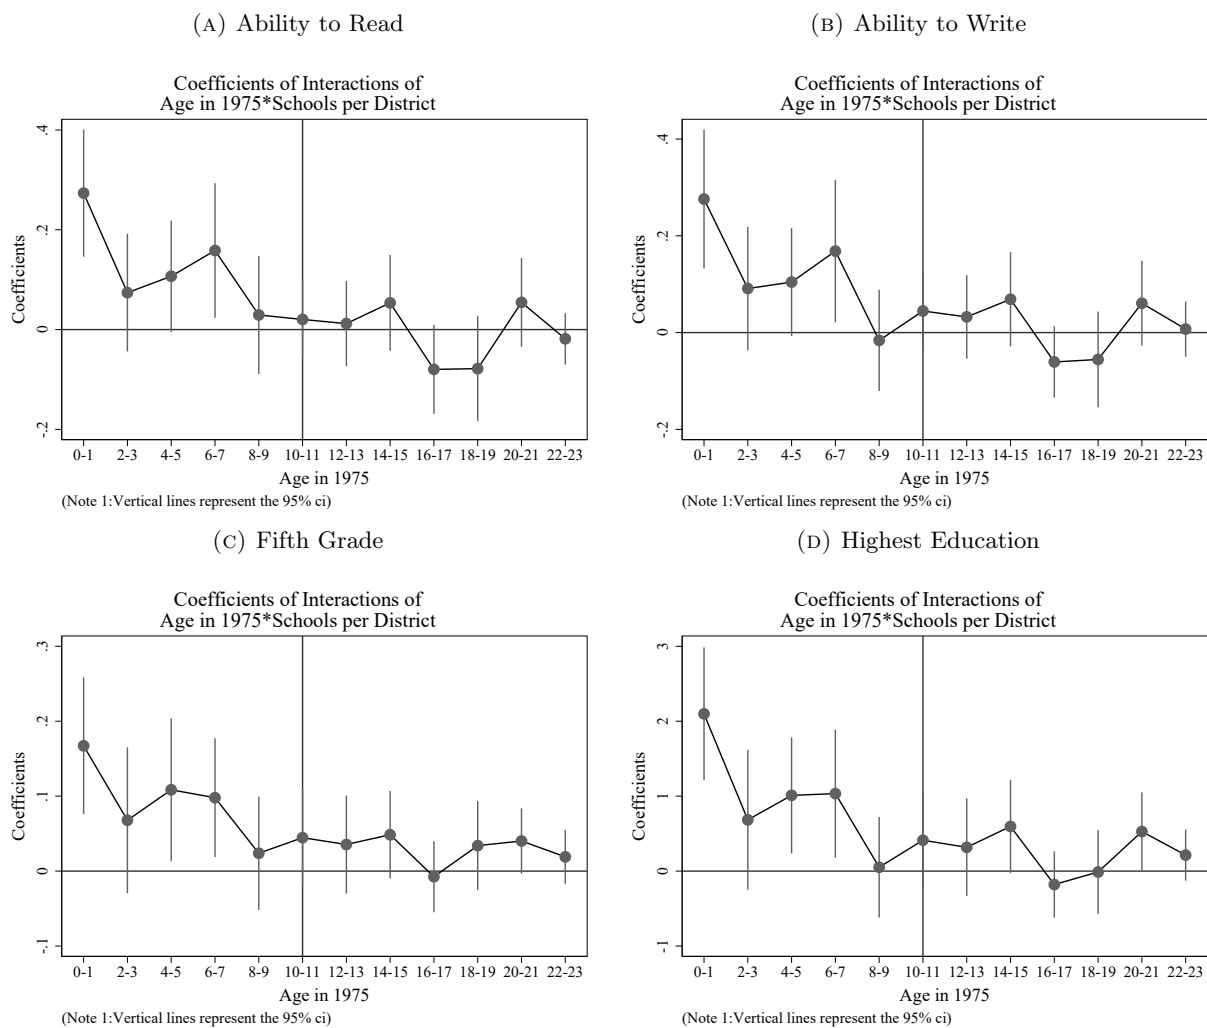 (A) Ability to Read
Coefficients of Interactions of
Age in 1975*Schools per District
Coefficients
.4
.2
0
-.2
0-1 2-3 4-5 6-7 8-9 10-11 12-13 14-15 16-17 18-19 20-21 22-23
Age in 1975
(Note 1:Vertical lines represent the 95% ci)
(B) Ability to Write
Coefficients of Interactions of
Age in 1975*Schools per District
Coefficients
.4
.2
0
-.2
0-1 2-3 4-5 6-7 8-9 10-11 12-13 14-15 16-17 18-19 20-21 22-23
Age in 1975
(Note 1:Vertical lines represent the 95% ci)
(C) Fifth Grade
Coefficients of Interactions of
Age in 1975*Schools per District
Coefficients
.3
.2
.1
0
-.1
0-1 2-3 4-5 6-7 8-9 10-11 12-13 14-15 16-17 18-19 20-21 22-23
Age in 1975
(Note 1:Vertical lines represent the 95% ci)
(D) Highest Education
Coefficients of Interactions of
Age in 1975*Schools per District
Coefficients
3
2
1
0
-1
0-1 2-3 4-5 6-7 8-9 10-11 12-13 14-15 16-17 18-19 20-21 22-23
Age in 1975
(Note 1:Vertical lines represent the 95% ci)